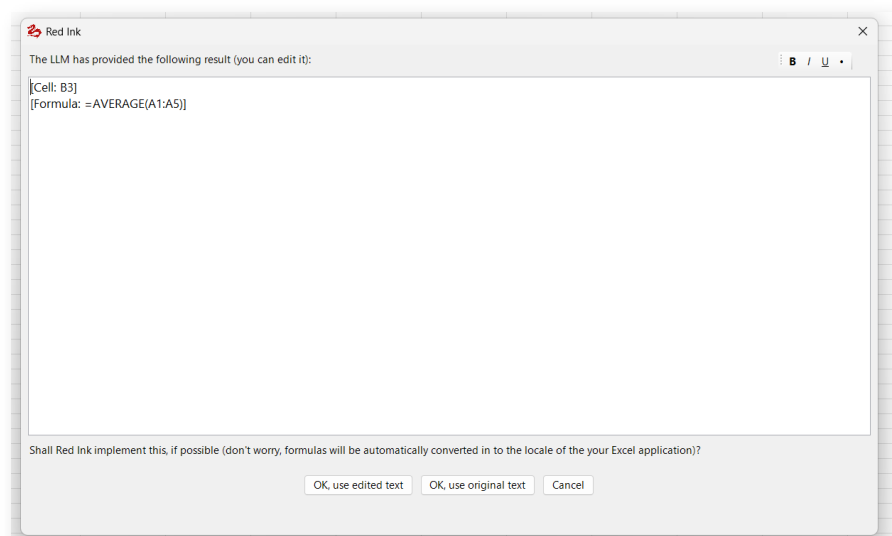 Red Ink
The LLM has provided the following result (you can edit it):
B I U •
[Cell: B3]
[Formula: =AVERAGE(A1:A5)]
Shall Red Ink implement this, if possible (don't worry, formulas will be automatically converted in to the locale of the your Excel application)?
OK, use edited text OK, use original text Cancel